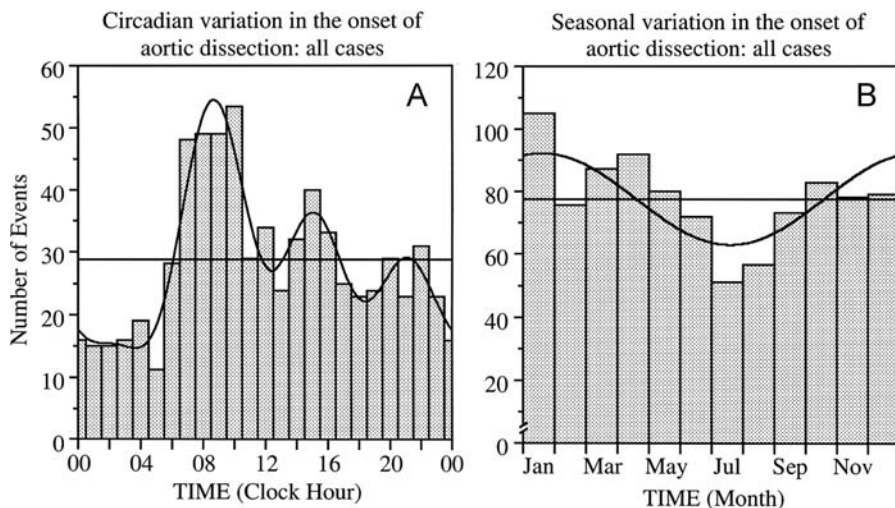 Circadian variation in the onset of
aortic dissection: all cases
A
Number of Events
60
50
40
30
20
10
0
00 04 08 12 16 20 00
TIME (Clock Hour)
Seasonal variation in the onset of
aortic dissection: all cases
B
120
100
80
60
40
20
0
Jan Mar May Jul Sep Nov
TIME (Month)